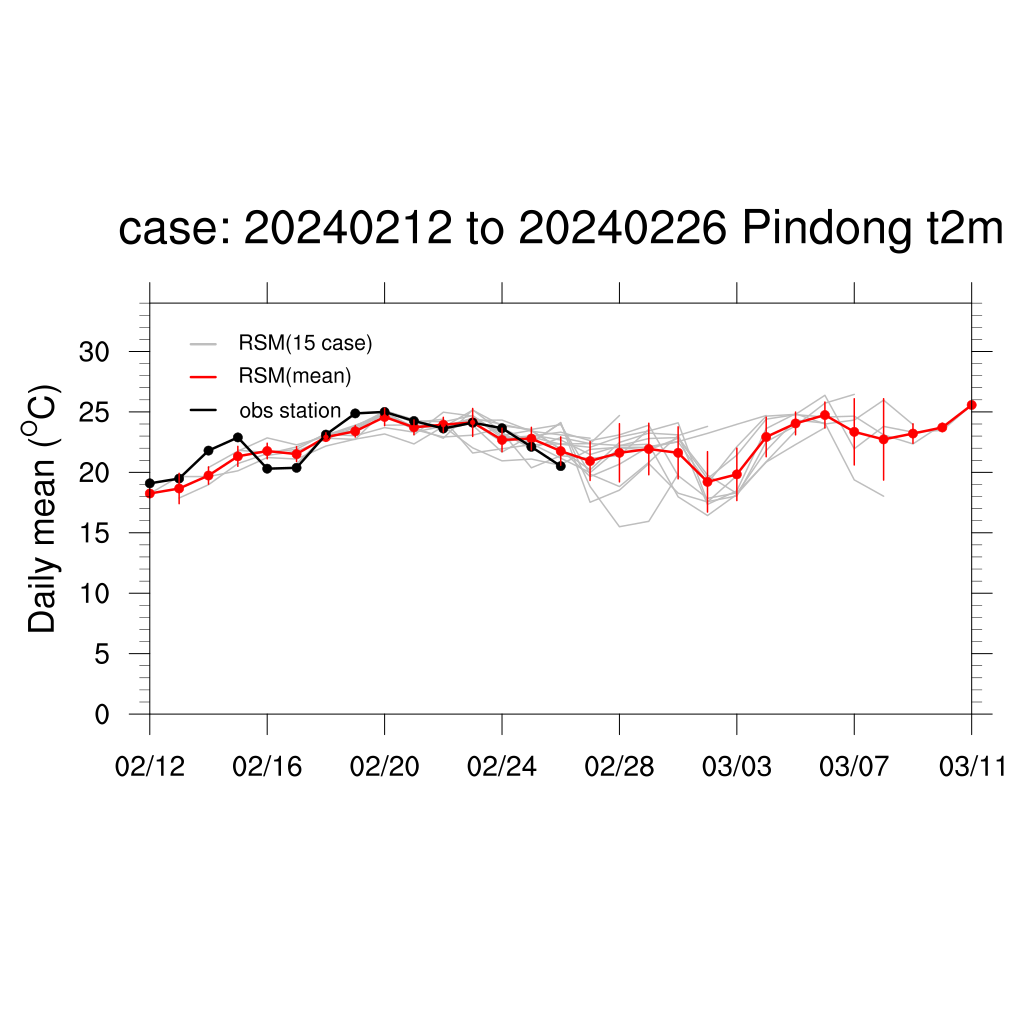 case: 20240212 to 20240226 Pindong t2m
RSM(15 case)
RSM(mean)
obs station
Daily mean (OC)
30
25
20
15
10
5
0
02/12 02/16 02/20 02/24 02/28 03/03 03/07 03/11